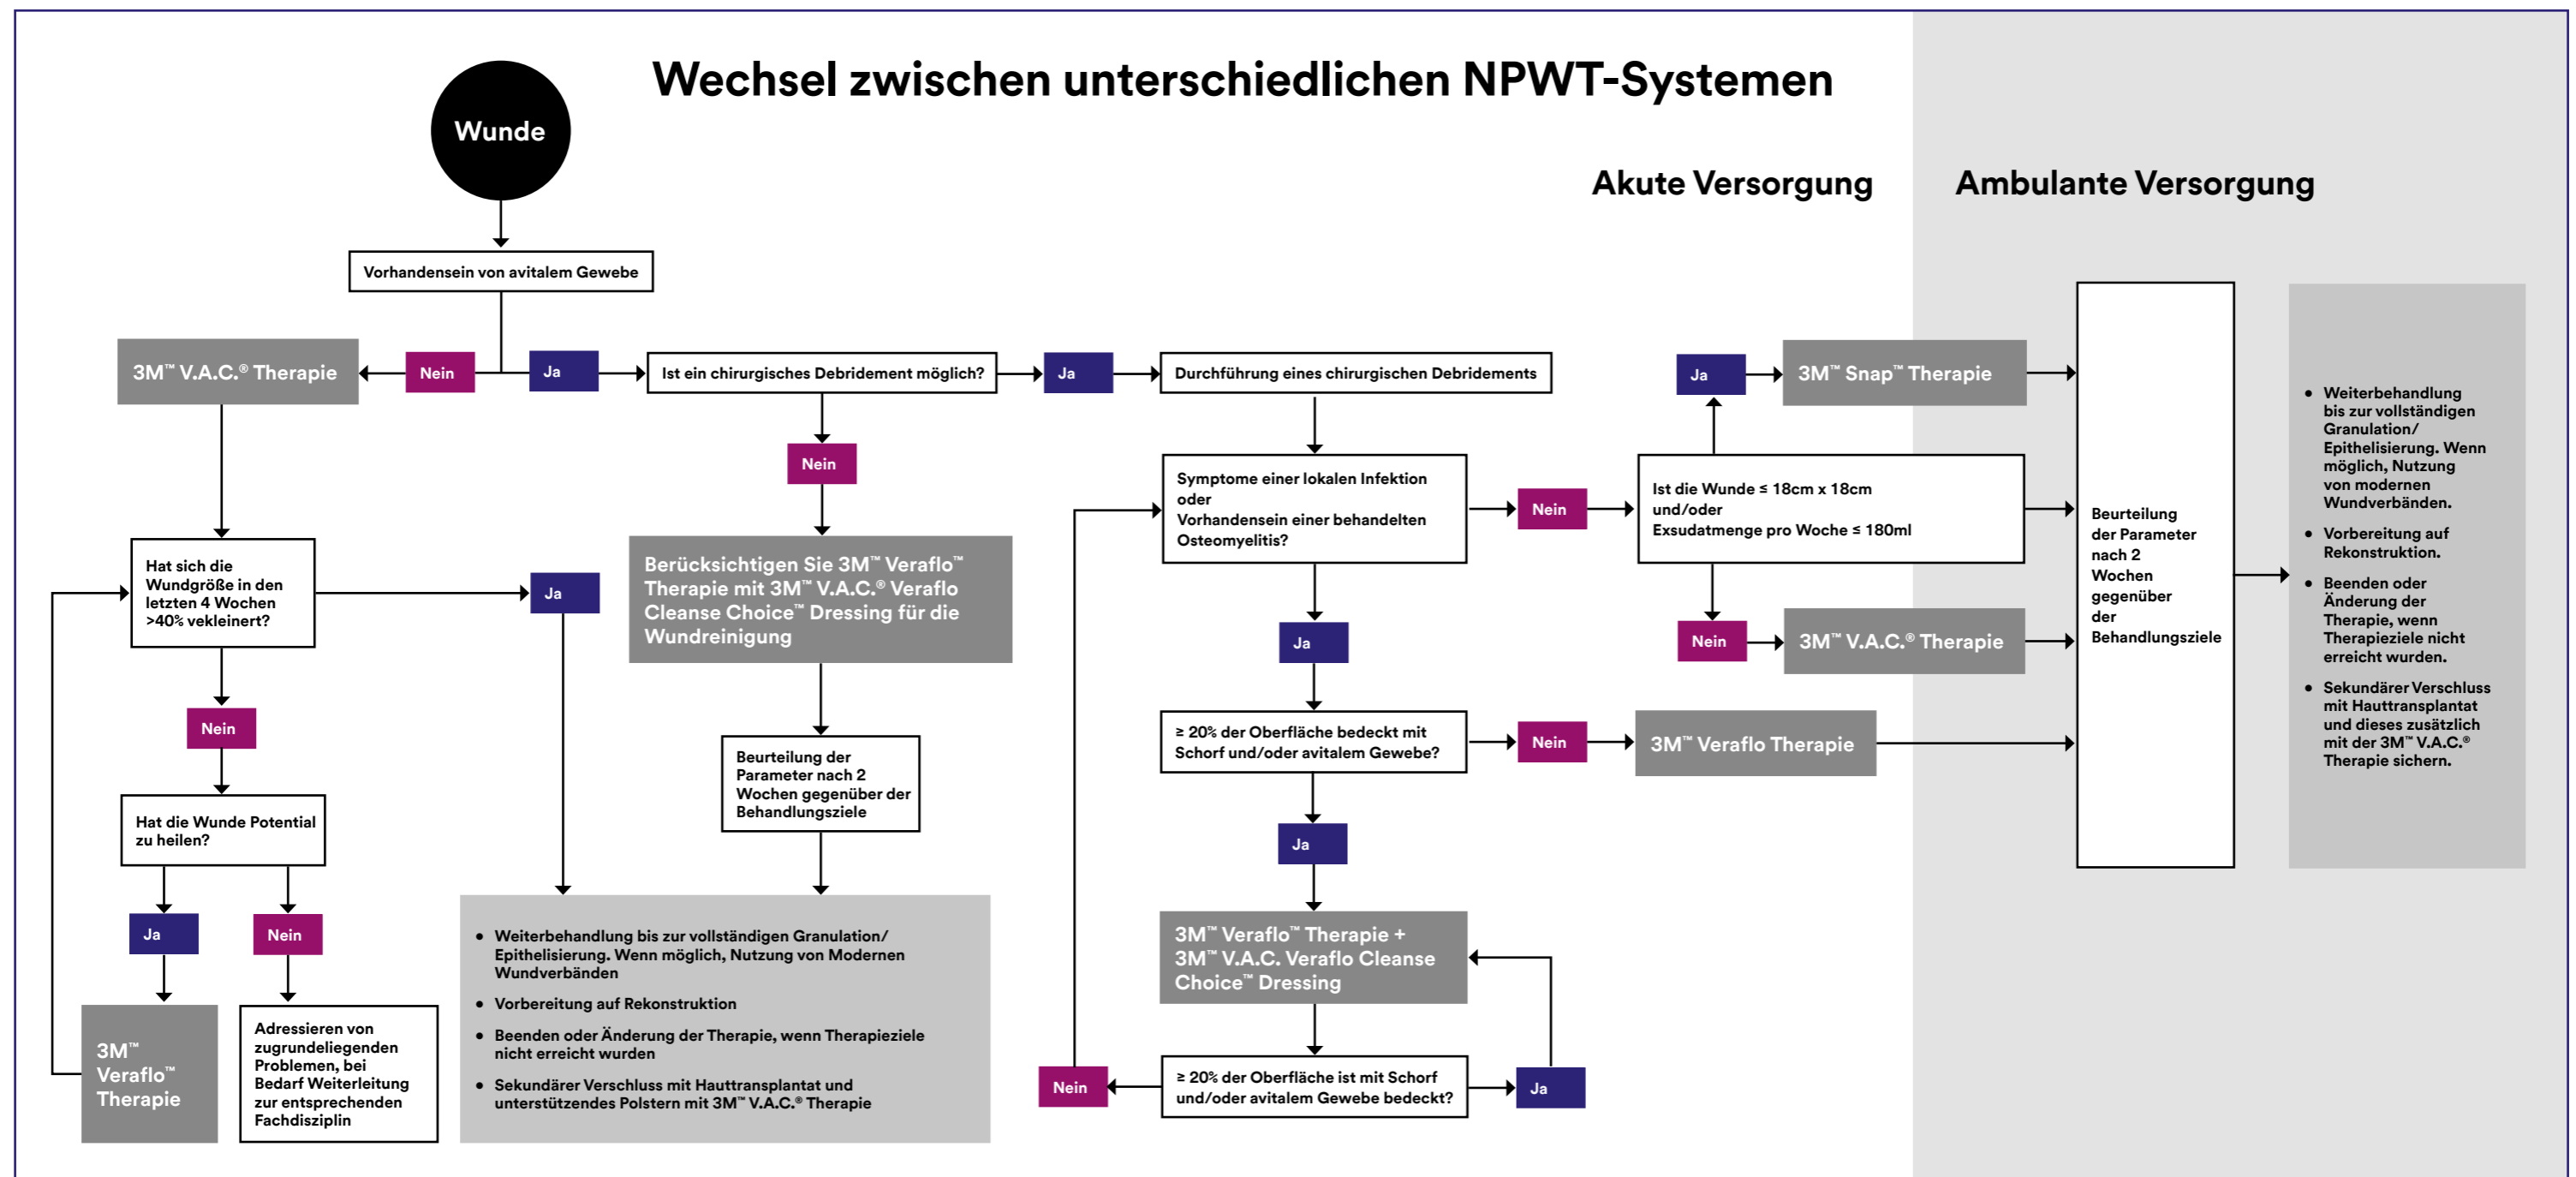 Wechsel zwischen unterschiedlichen NPWT-Systemen
Wunde
Akute Versorgung
Ambulante Versorgung
Vorhandensein von avitalem Gewebe
3M™ V.A.C.® Therapie
Nein
Ja
Ist ein chirurgisches Debridement möglich?
Ja
Durchführung eines chirurgischen Debridements
Ja
3M™ Snap™ Therapie
Nein
Symptome einer lokalen Infektion
oder
Vorhandensein einer behandelten
Osteomyelitis?
Nein
Ist die Wunde ≤ 18cm x 18cm
und/oder
Exsudatmenge pro Woche ≤ 180ml
Hat sich die
Wundgröße in den
letzten 4 Wochen
>40% vekleinert?
Ja
Berücksichtigen Sie 3M™ Veraflo™
Therapie mit 3M™ V.A.C.® Veraflo
Cleanse Choice™ Dressing für die
Wundreinigung
Ja
Nein
3M™ V.A.C.® Therapie
Beurteilung
der Parameter
nach 2
Wochen
gegenüber
der
Behandlungsziele
• Weiterbehandlung
bis zur vollständigen
Granulation/
Epithelisierung. Wenn
möglich, Nutzung
von modernen
Wundverbänden.
• Vorbereitung auf
Rekonstruktion.
• Beenden oder
Änderung der
Therapie, wenn
Therapieziele nicht
erreicht wurden.
• Sekundärer Verschluss
mit Hauttransplantat
und dieses zusätzlich
mit der 3M™ V.A.C.®
Therapie sichern.
Nein
Beurteilung der
Parameter nach 2
Wochen gegenüber der
Behandlungsziele
≥ 20% der Oberfläche bedeckt mit
Schorf und/oder avitalem Gewebe?
Nein
3M™ Veraflo Therapie
Hat die Wunde Potential
zu heilen?
Ja
Ja
Nein
3M™
Veraflo™
Therapie
Adressieren von
zugrundeliegenden
Problemen, bei
Bedarf Weiterleitung
zur entsprechenden
Fachdisziplin
• Weiterbehandlung bis zur vollständigen Granulation/
Epithelisierung. Wenn möglich, Nutzung von Modernen
Wundverbänden
• Vorbereitung auf Rekonstruktion
• Beenden oder Änderung der Therapie, wenn Therapieziele
nicht erreicht wurden
• Sekundärer Verschluss mit Hauttransplantat und
unterstützendes Polstern mit 3M™ V.A.C.® Therapie
3M™ Veraflo™ Therapie +
3M™ V.A.C. Veraflo Cleanse
Choice™ Dressing
Nein
≥ 20% der Oberfläche ist mit Schorf
und/oder avitalem Gewebe bedeckt?
Ja